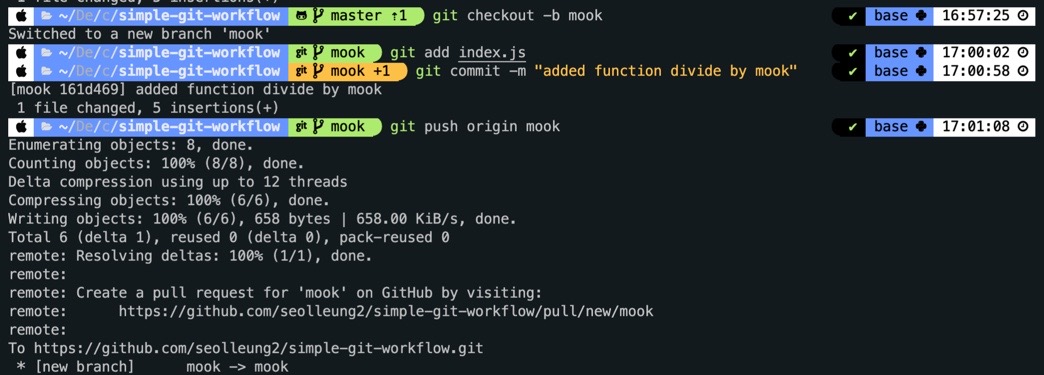 ~/De/c/simple-git-workflow git master ⇡1 git checkout -b mook ✔ base 16:57:25
Switched to a new branch 'mook'
~/De/c/simple-git-workflow git mook git add index.js ✔ base 17:00:02
~/De/c/simple-git-workflow git mook +1 git commit -m "added function divide by mook" ✔ base 17:00:58
[mook 161d469] added function divide by mook
1 file changed, 5 insertions(+)
~/De/c/simple-git-workflow git mook git push origin mook ✔ base 17:01:08
Enumerating objects: 8, done.
Counting objects: 100% (8/8), done.
Delta compression using up to 12 threads
Compressing objects: 100% (6/6), done.
Writing objects: 100% (6/6), 658 bytes | 658.00 KiB/s, done.
Total 6 (delta 1), reused 0 (delta 0), pack-reused 0
remote: Resolving deltas: 100% (1/1), done.
remote:
remote: Create a pull request for 'mook' on GitHub by visiting:
remote:      https://github.com/seolleung2/simple-git-workflow/pull/new/mook
remote:
To https://github.com/seolleung2/simple-git-workflow.git
* [new branch]      mook -> mook